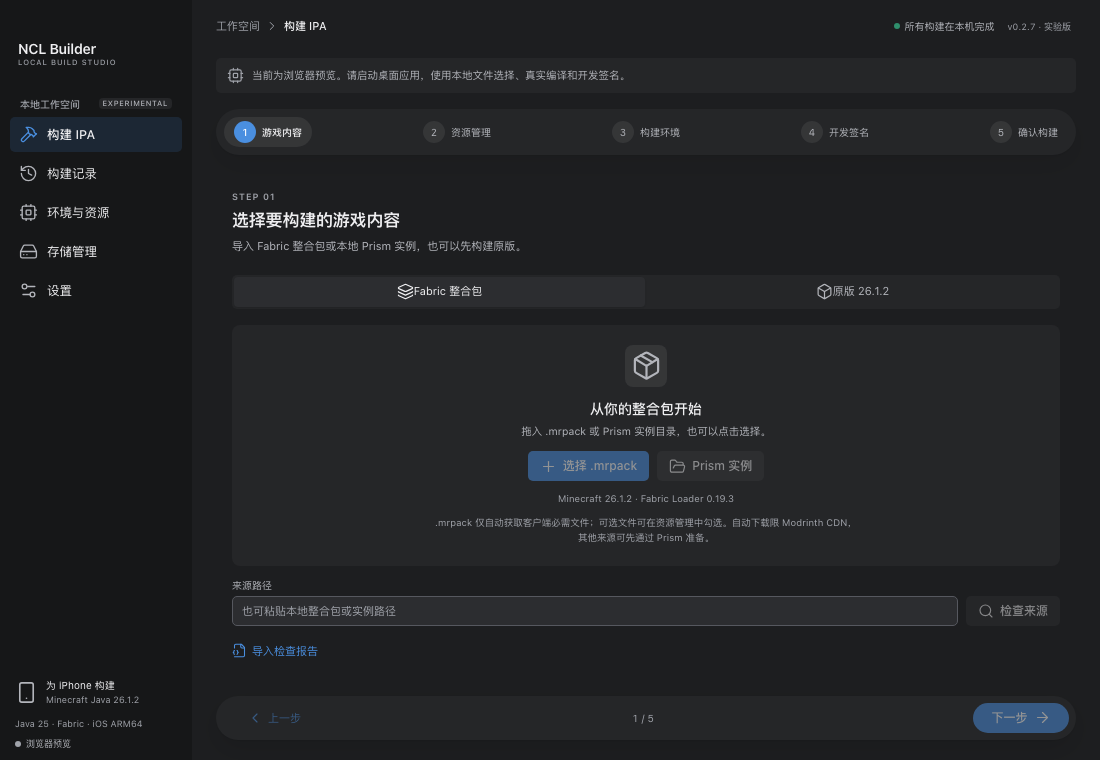 NCL Builder
LOCAL BUILD STUDIO
本地工作空间 EXPERIMENTAL
构建 IPA
构建记录
环境与资源
存储管理
设置
为 iPhone 构建
Minecraft Java 26.1.2
Java 25 · Fabric · iOS ARM64
浏览器预览
工作空间 > 构建 IPA
所有构建在本机完成 v0.2.7 · 实验版
当前为浏览器预览。请启动桌面应用，使用本地文件选择、真实编译和开发签名。
1 游戏内容
2 资源管理
3 构建环境
4 开发签名
5 确认构建
STEP 01
选择要构建的游戏内容
导入 Fabric 整合包或本地 Prism 实例，也可以先构建原版。
Fabric 整合包
原版 26.1.2
从你的整合包开始
拖入 .mrpack 或 Prism 实例目录，也可以点击选择。
选择 .mrpack
Prism 实例
Minecraft 26.1.2 · Fabric Loader 0.19.3
.mrpack 仅自动获取客户端必需文件；可选文件可在资源管理中勾选。自动下载限 Modrinth CDN，
其他来源可先通过 Prism 准备。
来源路径
也可粘贴本地整合包或实例路径
检查来源
导入检查报告
上一步
1 / 5
下一步